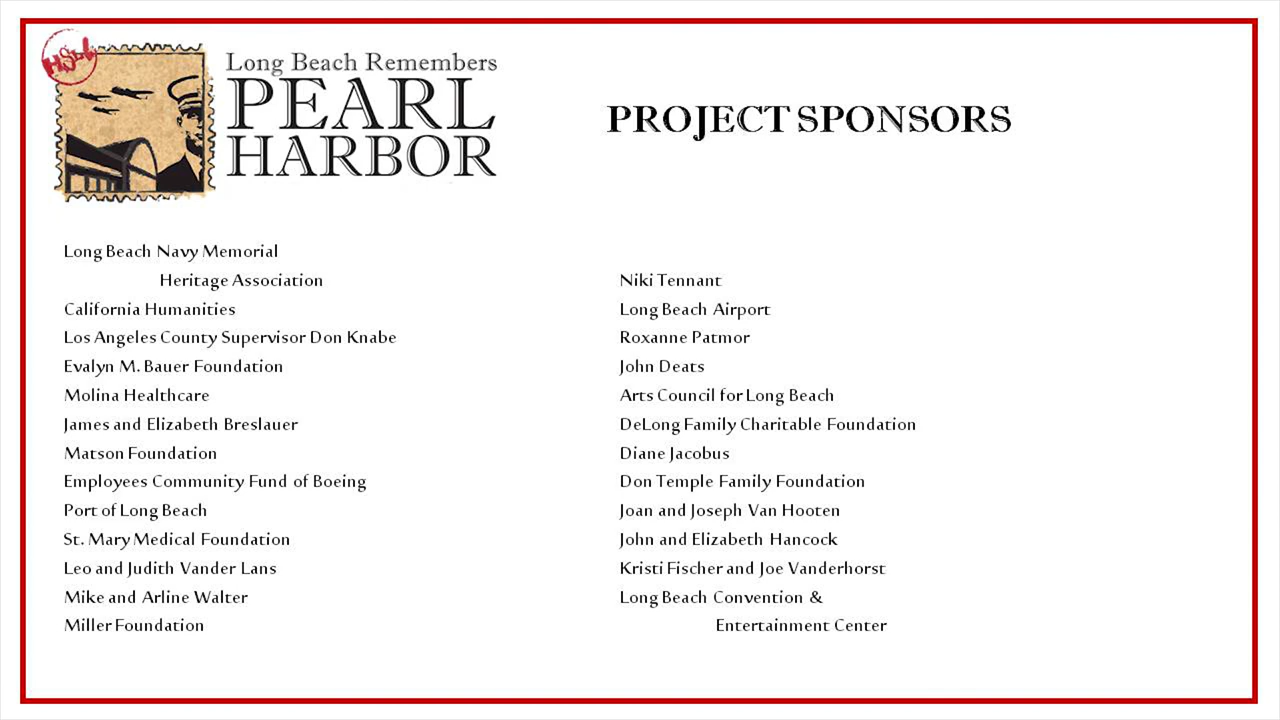 HSLB
Long Beach Remembers
PEARL
HARBOR
PROJECT SPONSORS
Long Beach Navy Memorial
Heritage Association
California Humanities
Los Angeles County Supervisor Don Knabe
Evalyn M. Bauer Foundation
Molina Healthcare
James and Elizabeth Breslauer
Matson Foundation
Employees Community Fund of Boeing
Port of Long Beach
St. Mary Medical Foundation
Leo and Judith Vander Lans
Mike and Arline Walter
Miller Foundation
Niki Tennant
Long Beach Airport
Roxanne Patmor
John Deats
Arts Council for Long Beach
DeLong Family Charitable Foundation
Diane Jacobus
Don Temple Family Foundation
Joan and Joseph Van Hooten
John and Elizabeth Hancock
Kristi Fischer and Joe Vanderhorst
Long Beach Convention &
Entertainment Center